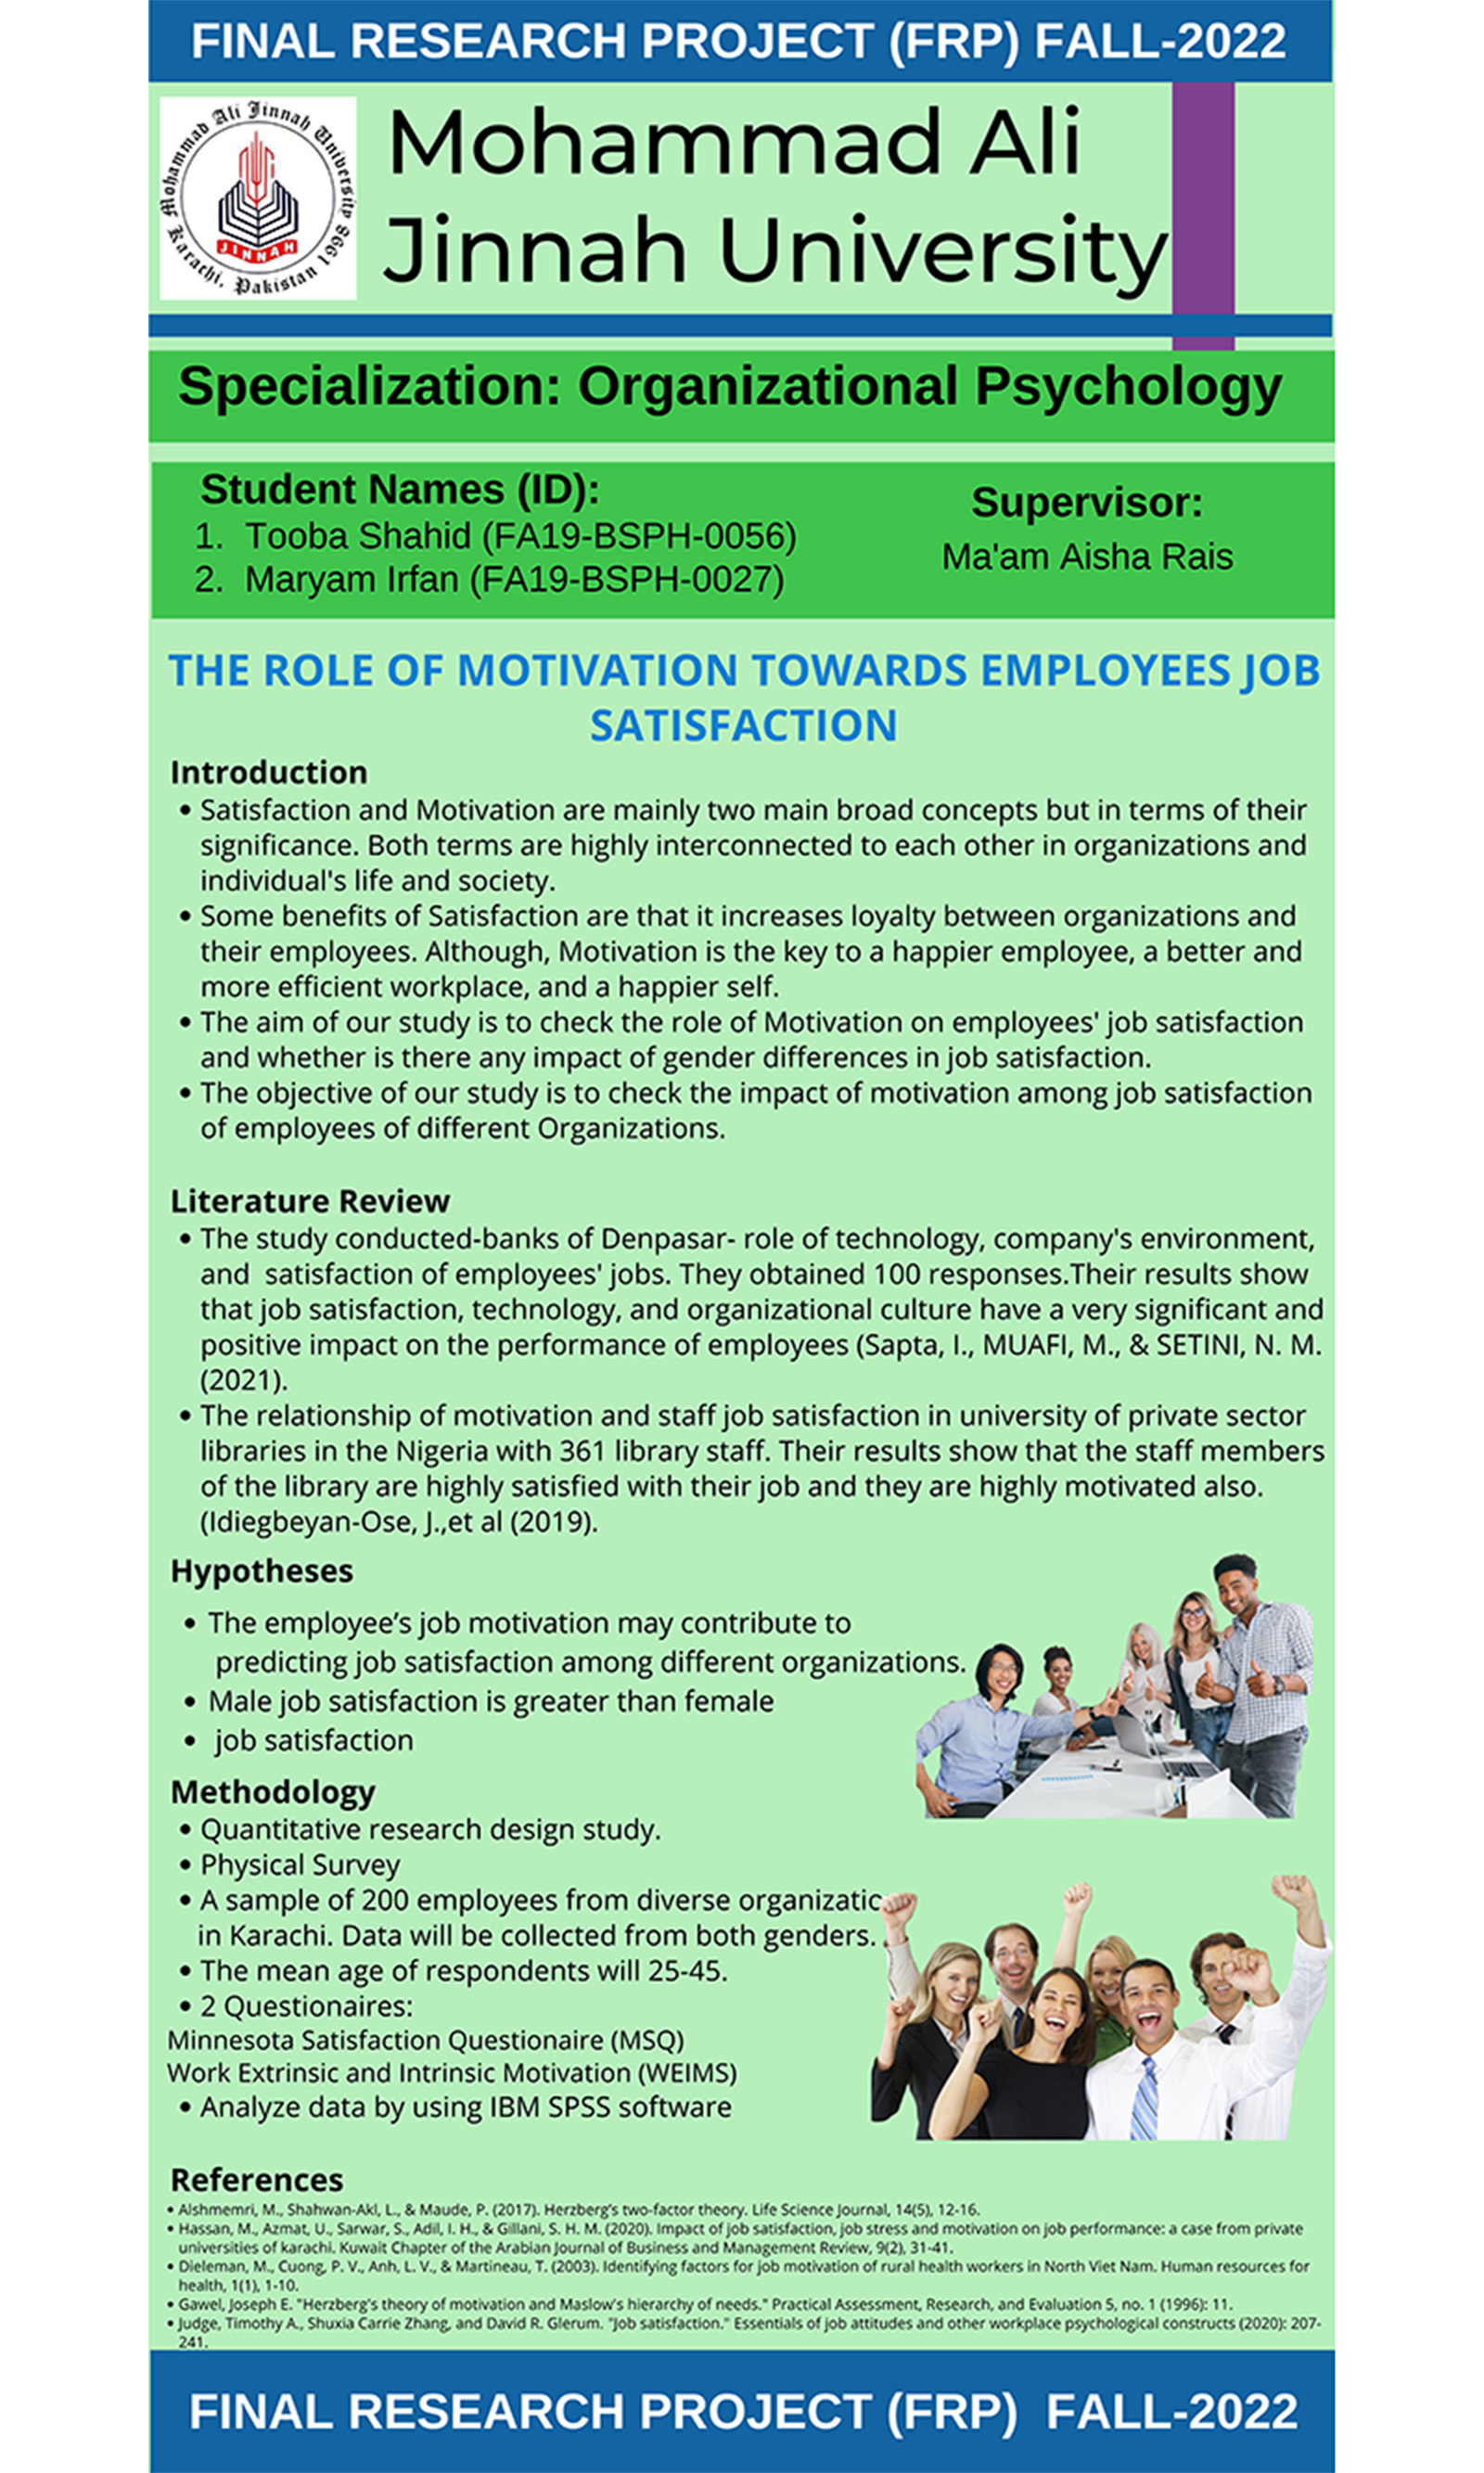 FINAL RESEARCH PROJECT (FRP) FALL-2022
Mohammad Ali Jinnah University 1998
Karachi, Pakistan
JINNAH
Mohammad Ali
Jinnah University
Specialization: Organizational Psychology
Student Names (ID):
1. Tooba Shahid (FA19-BSPH-0056)
2. Maryam Irfan (FA19-BSPH-0027)
Supervisor:
Ma'am Aisha Rais
THE ROLE OF MOTIVATION TOWARDS EMPLOYEES JOB
SATISFACTION
Introduction
• Satisfaction and Motivation are mainly two main broad concepts but in terms of their
significance. Both terms are highly interconnected to each other in organizations and
individual's life and society.
• Some benefits of Satisfaction are that it increases loyalty between organizations and
their employees. Although, Motivation is the key to a happier employee, a better and
more efficient workplace, and a happier self.
• The aim of our study is to check the role of Motivation on employees' job satisfaction
and whether is there any impact of gender differences in job satisfaction.
• The objective of our study is to check the impact of motivation among job satisfaction
of employees of different Organizations.
Literature Review
• The study conducted-banks of Denpasar- role of technology, company's environment,
and satisfaction of employees' jobs. They obtained 100 responses.Their results show
that job satisfaction, technology, and organizational culture have a very significant and
positive impact on the performance of employees (Sapta, I., MUAFI, M., & SETINI, N. M.
(2021).
• The relationship of motivation and staff job satisfaction in university of private sector
libraries in the Nigeria with 361 library staff. Their results show that the staff members
of the library are highly satisfied with their job and they are highly motivated also.
(Idiegbeyan-Ose, J.,et al (2019).
Hypotheses
• The employee’s job motivation may contribute to
predicting job satisfaction among different organizations.
• Male job satisfaction is greater than female
• job satisfaction
Methodology
• Quantitative research design study.
• Physical Survey
• A sample of 200 employees from diverse organizatio
in Karachi. Data will be collected from both genders.
• The mean age of respondents will 25-45.
• 2 Questionaires:
Minnesota Satisfaction Questionaire (MSQ)
Work Extrinsic and Intrinsic Motivation (WEIMS)
• Analyze data by using IBM SPSS software
References
• Alshmemri, M., Shahwan-Akl, L., & Maude, P. (2017). Herzberg’s two-factor theory. Life Science Journal, 14(5), 12-16.
• Hassan, M., Azmat, U., Sarwar, S., Adil, I. H., & Gillani, S. H. M. (2020). Impact of job satisfaction, job stress and motivation on job performance: a case from private
universities of karachi. Kuwait Chapter of the Arabian Journal of Business and Management Review, 9(2), 31-41.
• Dieleman, M., Cuong, P. V., Anh, L. V., & Martineau, T. (2003). Identifying factors for job motivation of rural health workers in North Viet Nam. Human resources for
health, 1(1), 1-10.
• Gawel, Joseph E. "Herzberg's theory of motivation and Maslow's hierarchy of needs." Practical Assessment, Research, and Evaluation 5, no. 1 (1996): 11.
• Judge, Timothy A., Shuxia Carrie Zhang, and David R. Glerum. "Job satisfaction." Essentials of job attitudes and other workplace psychological constructs (2020): 207-
241.
FINAL RESEARCH PROJECT (FRP) FALL-2022